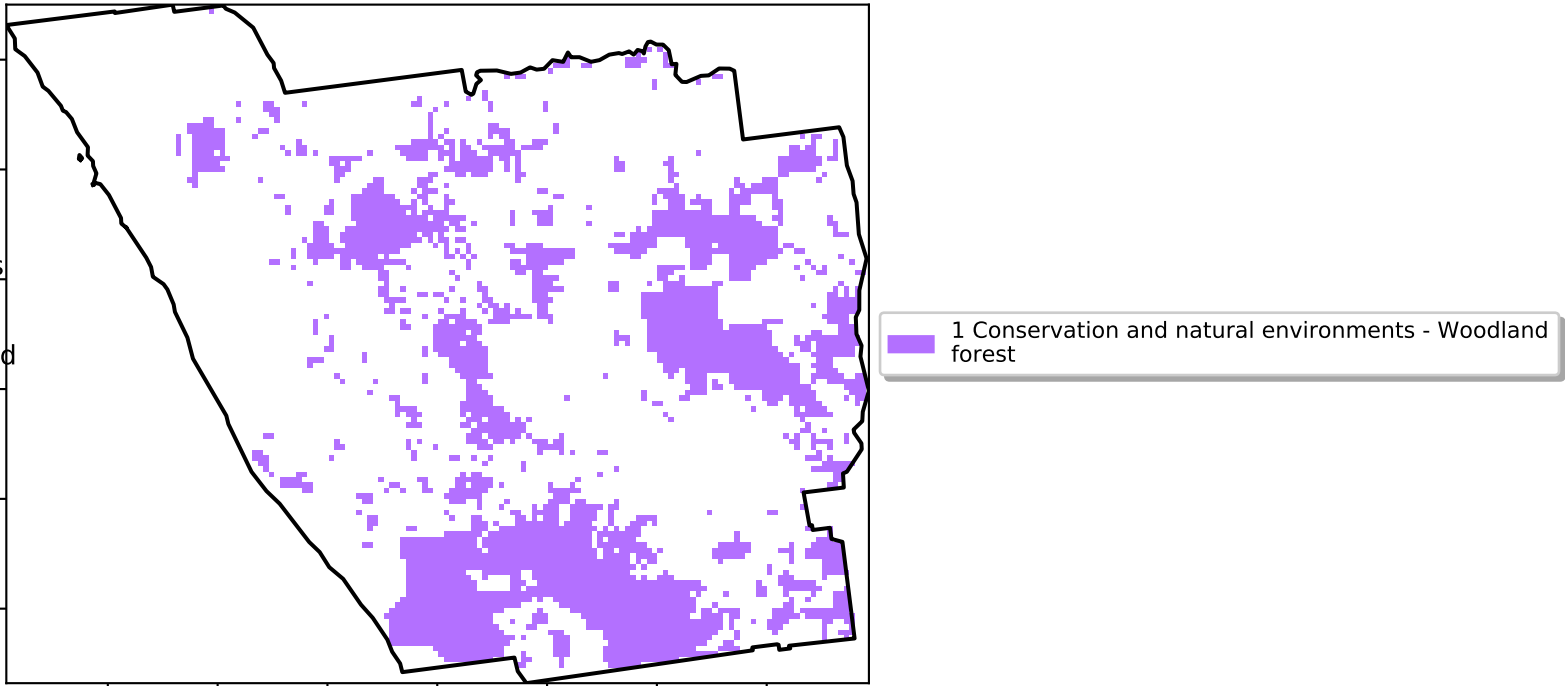 d
1 Conservation and natural environments - Woodland
forest